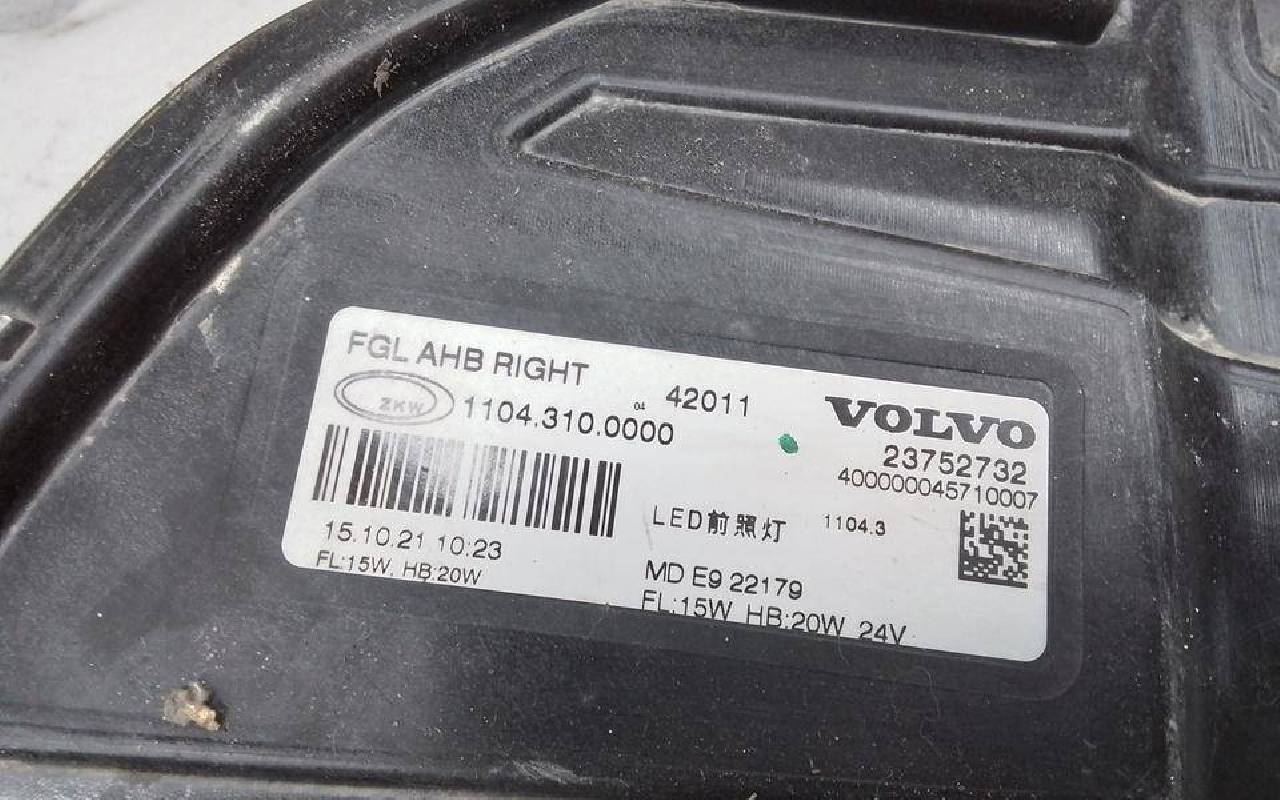 FGL AHB RIGHT
ZKW
1104.310.0000
04
42011
VOLVO
23752732
400000045710007
15.10.21 10:23
FL:15W, HB:20W
LED前照灯
1104.3
MD E9 22179
FL:15W HB:20W 24V